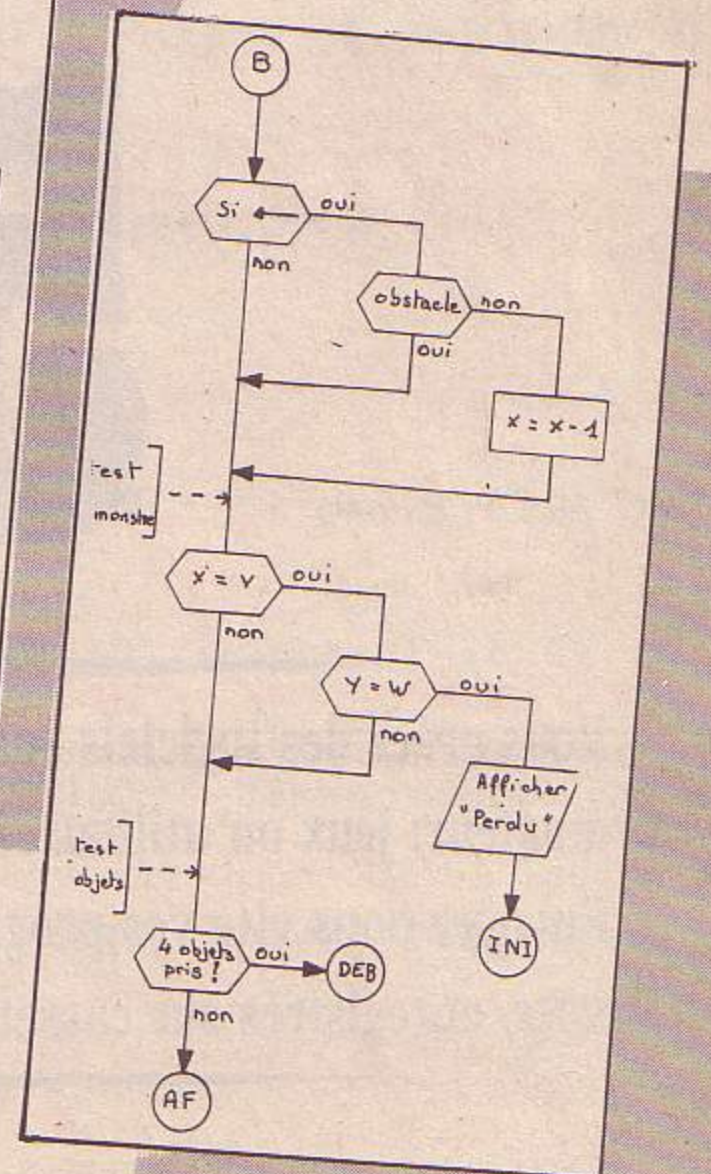 B
Si ←
oui
non
obstacle
non
oui
x = x - 1
test
monstre
X = V
oui
non
Y = W
oui
non
Afficher
"Perdu"
INI
test
objets
4 objets
pris !
oui
DEB
non
AF